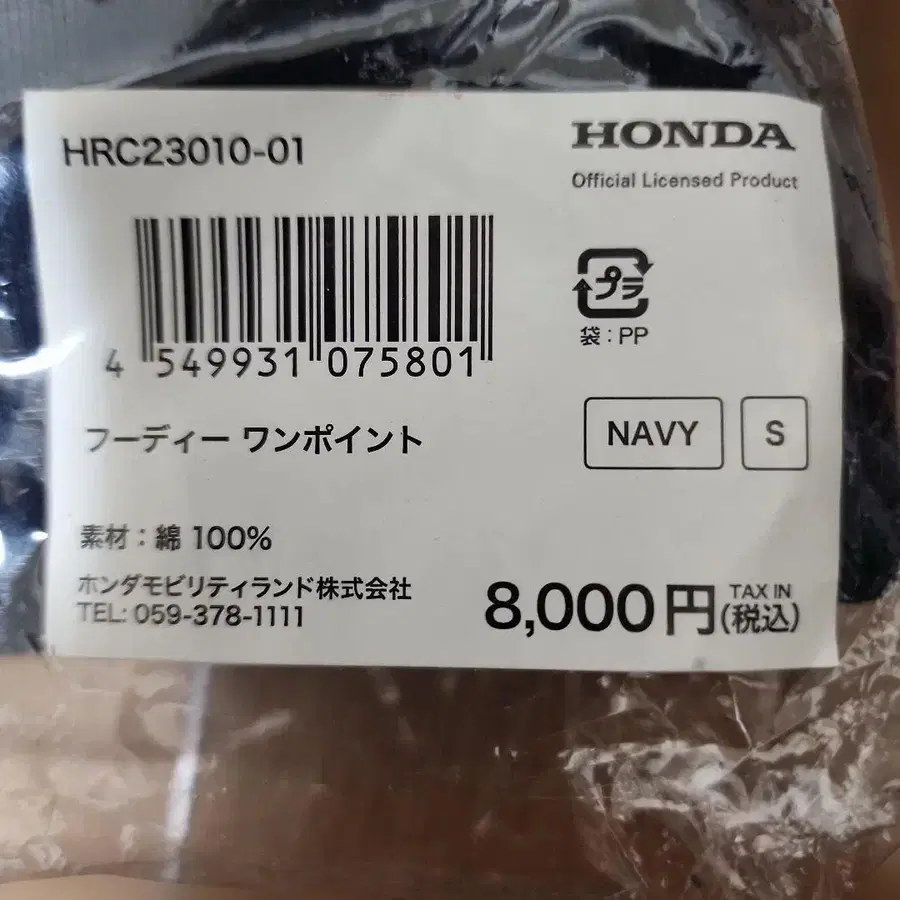 HRC23010-01
HONDA
Official Licensed Product
4 549931 075801
プラ
袋：PP
フーディー ワンポイント
NAVY
S
素材：綿 100%
ホンダモビリティランド株式会社
TEL: 059-378-1111
8,000円 TAX IN (税込)